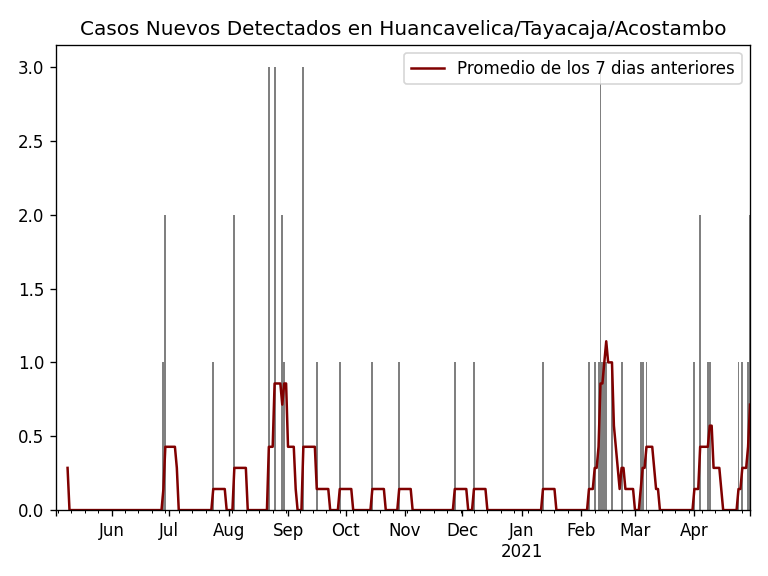 Casos Nuevos Detectados en Huancavelica/Tayacaja/Acostambo
Promedio de los 7 dias anteriores
3.0
2.5
2.0
1.5
1.0
0.5
0.0
Jun Jul Aug Sep Oct Nov Dec Jan Feb Mar Apr
2021